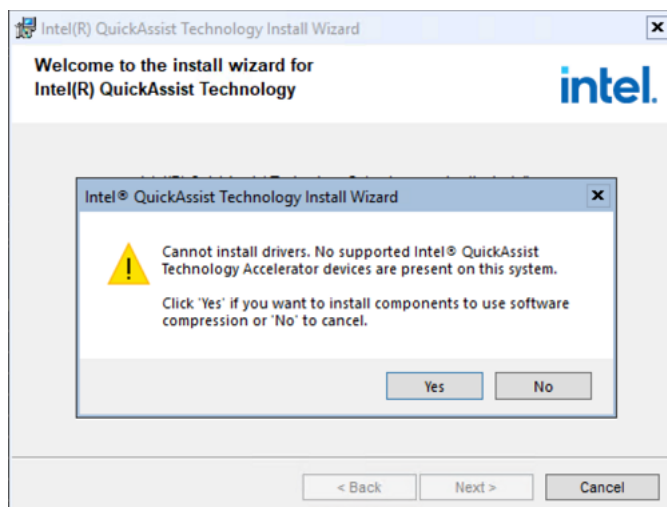 Intel(R) QuickAssist Technology Install Wizard
Welcome to the install wizard for
Intel(R) QuickAssist Technology
intel.
Intel® QuickAssist Technology Install Wizard
Cannot install drivers. No supported Intel® QuickAssist
Technology Accelerator devices are present on this system.
Click 'Yes' if you want to install components to use software
compression or 'No' to cancel.
Yes
No
< Back
Next >
Cancel